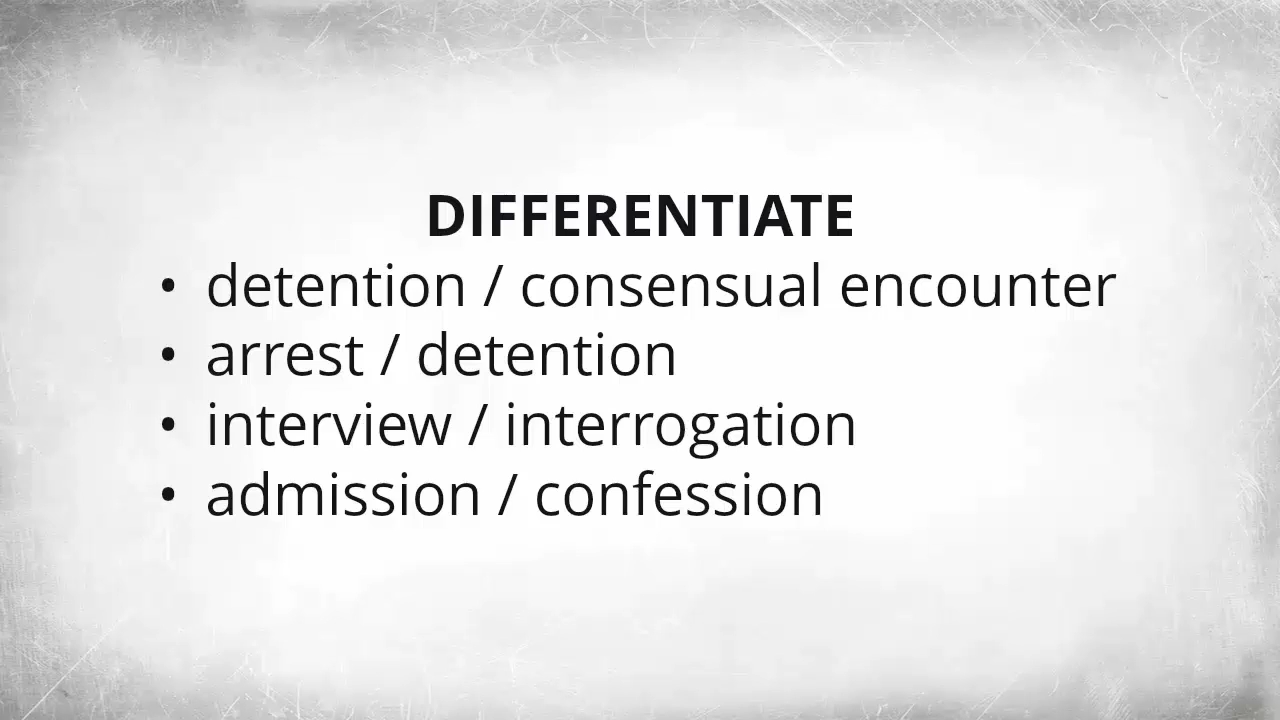 DIFFERENTIATE
• detention / consensual encounter
• arrest / detention
• interview / interrogation
• admission / confession